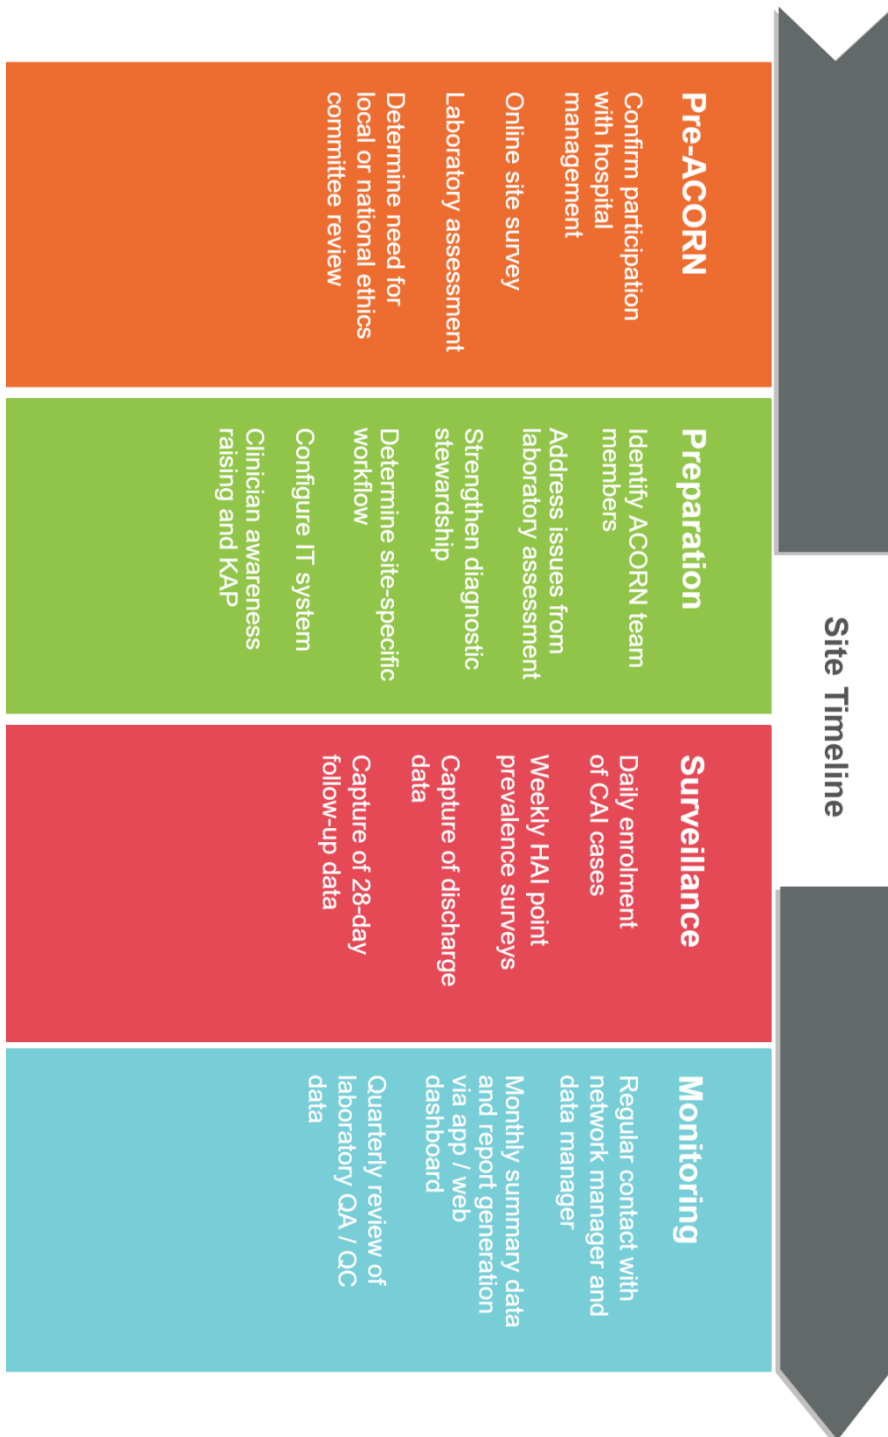 Site Timeline
Pre-ACORN
Confirm participation
with hospital
management
Online site survey
Laboratory assessment
Determine need for
local or national ethics
committee review
Preparation
Identify ACORN team
members
Address issues from
laboratory assessment
Strengthen diagnostic
stewardship
Determine site-specific
workflow
Configure IT system
Clinician awareness
raising and KAP
Surveillance
Daily enrolment
of CAI cases
Weekly HAI point
prevalence surveys
Capture of discharge
data
Capture of 28-day
follow-up data
Monitoring
Regular contact with
network manager and
data manager
Monthly summary data
and report generation
via app / web
dashboard
Quarterly review of
laboratory QA / QC
data